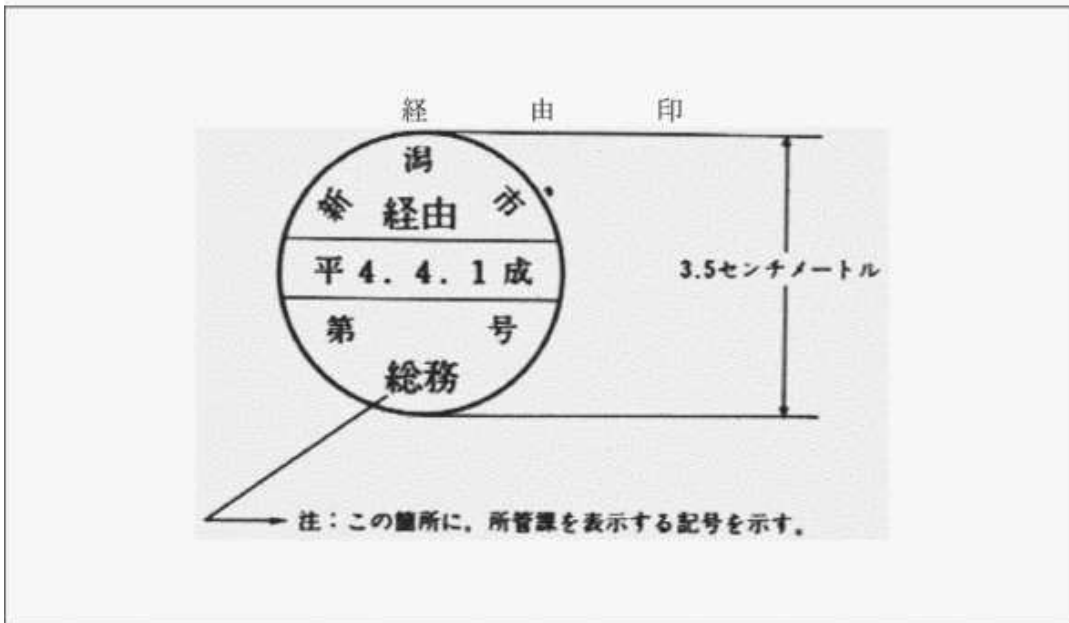 経由印
新潟市
経由
平4.4.1成
第 号
総務
3.5センチメートル
注:この箇所に,所管課を表示する記号を示す。